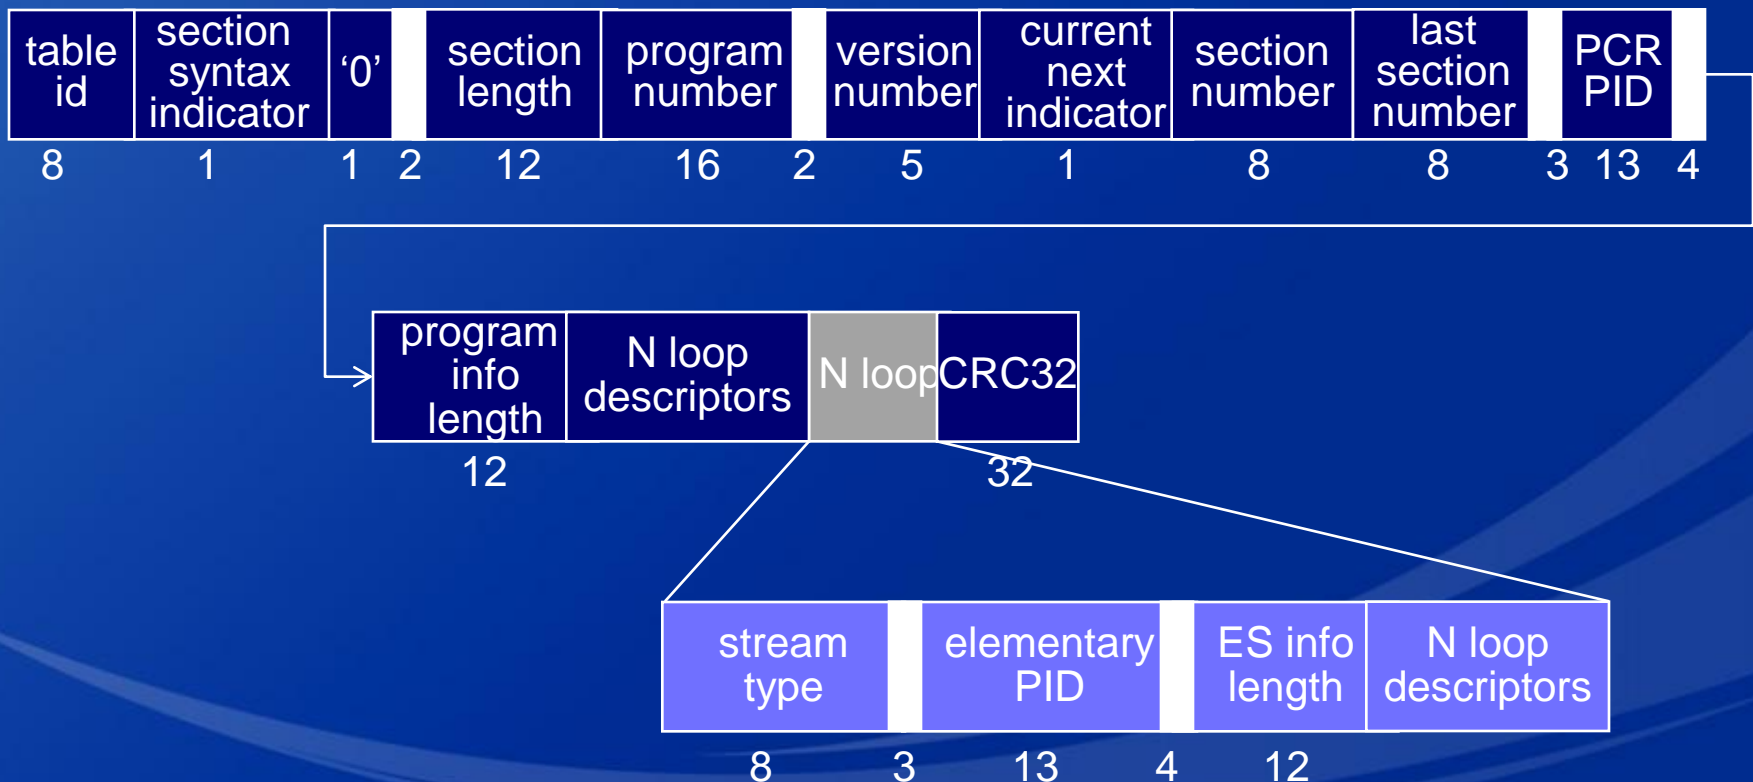 table
id
section
syntax
indicator
‘0’
section
length
program
number
version
number
current
next
indicator
section
number
last
section
number
PCR
PID
8 1 1 2 12 16 2 5 1 8 8 3 13 4
program
info
length
N loop
descriptors
N loop
CRC32
12 32
stream
type
elementary
PID
ES info
length
N loop
descriptors
8 3 13 4 12